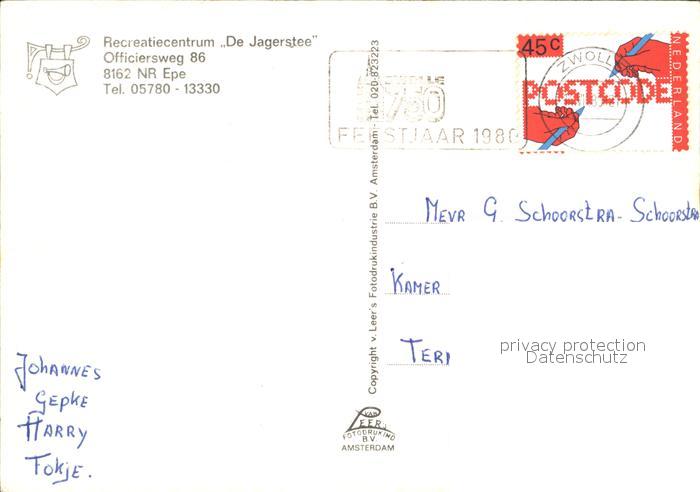 Recreatiecentrum „De Jagerstee"
Officiersweg 86
8162 NR Epe
Tel. 05780 - 13330
FEESTJAAR 1980
45c
POSTCODE
NEDERLAND
ZWOLLE
Copyright v. Leer's Fotodrukindustrie B.V. Amsterdam - Tel. 020-823223
Mevr G. Schoorstra-Schoorstra
Kamer
Teri
privacy protection
Datenschutz
Johannes
Gepke
Harry
Fokje.
VAN
LEER
FOTODRUKIND
B.V.
AMSTERDAM